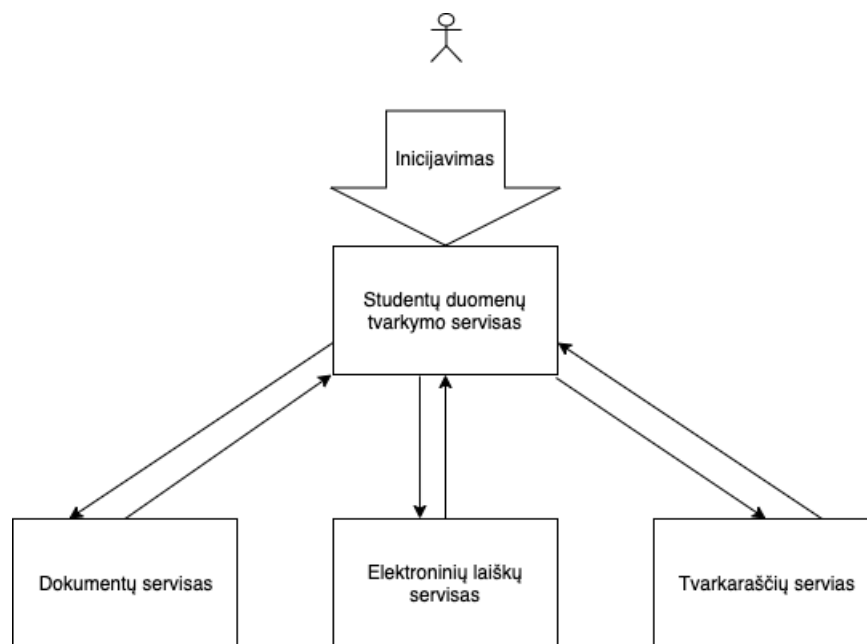 Inicijavimas
Studentų duomenų
tvarkymo servisas
Dokumentų servisas
Elektroninių laiškų
servisas
Tvarkaraščių servias